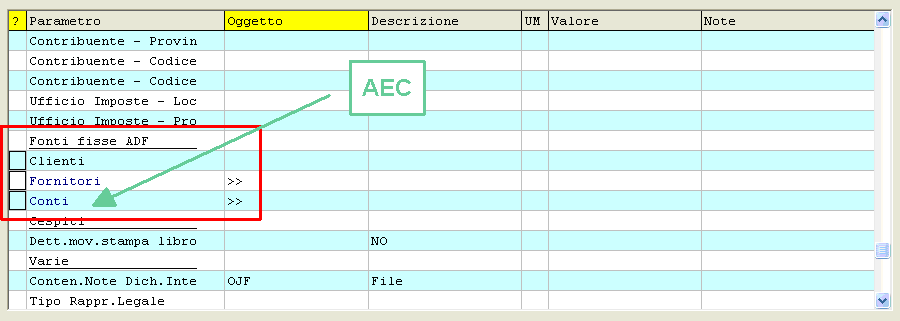 ? Parametro Oggetto Descrizione UM Valore Note
Contribuente - Provin
Contribuente - Codice
Contribuente - Codice
AEC
Ufficio Imposte - Loc
Ufficio Imposte - Pro
Fonti fisse ADF
Clienti
Fornitori >>
Conti >>
Cespiti
Dett.mov.stampa libro NO
Varie
Conten.Note Dich.Inte OJF File
Tipo Rappr.Legale